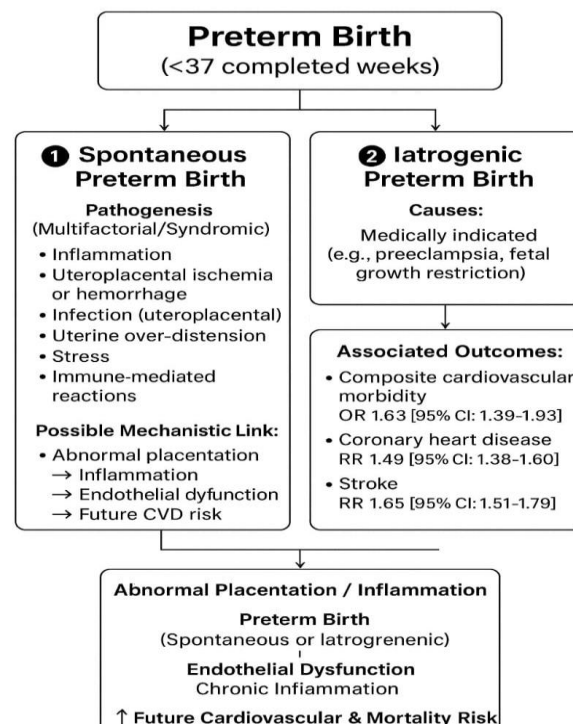 Preterm Birth
(<37 completed weeks)
1 Spontaneous
Preterm Birth
Pathogenesis
(Multifactorial/Syndromic)
• Inflammation
• Uteroplacental ischemia
or hemorrhage
• Infection (uteroplacental)
• Uterine over-distension
• Stress
• Immune-mediated
reactions
Possible Mechanistic Link:
• Abnormal placentation
→ Inflammation
→ Endothelial dyfunction
→ Future CVD risk
2 Iatrogenic
Preterm Birth
Causes:
Medically indicated
(e.g., preeclampsia, fetal
growth restriction)
Associated Outcomes:
• Composite cardiovascular
morbidity
OR 1.63 [95% CI: 1.39-1.93]
• Coronary heart disease
RR 1.49 [95% CI: 1.38-1.60]
• Stroke
RR 1.65 [95% CI: 1.51-1.79]
Abnormal Placentation / Inflammation
Preterm Birth
(Spontaneous or Iatrogrenenic)
Endothelial Dysfunction
Chronic Inflammation
↑ Future Cardiovascular & Mortality Risk